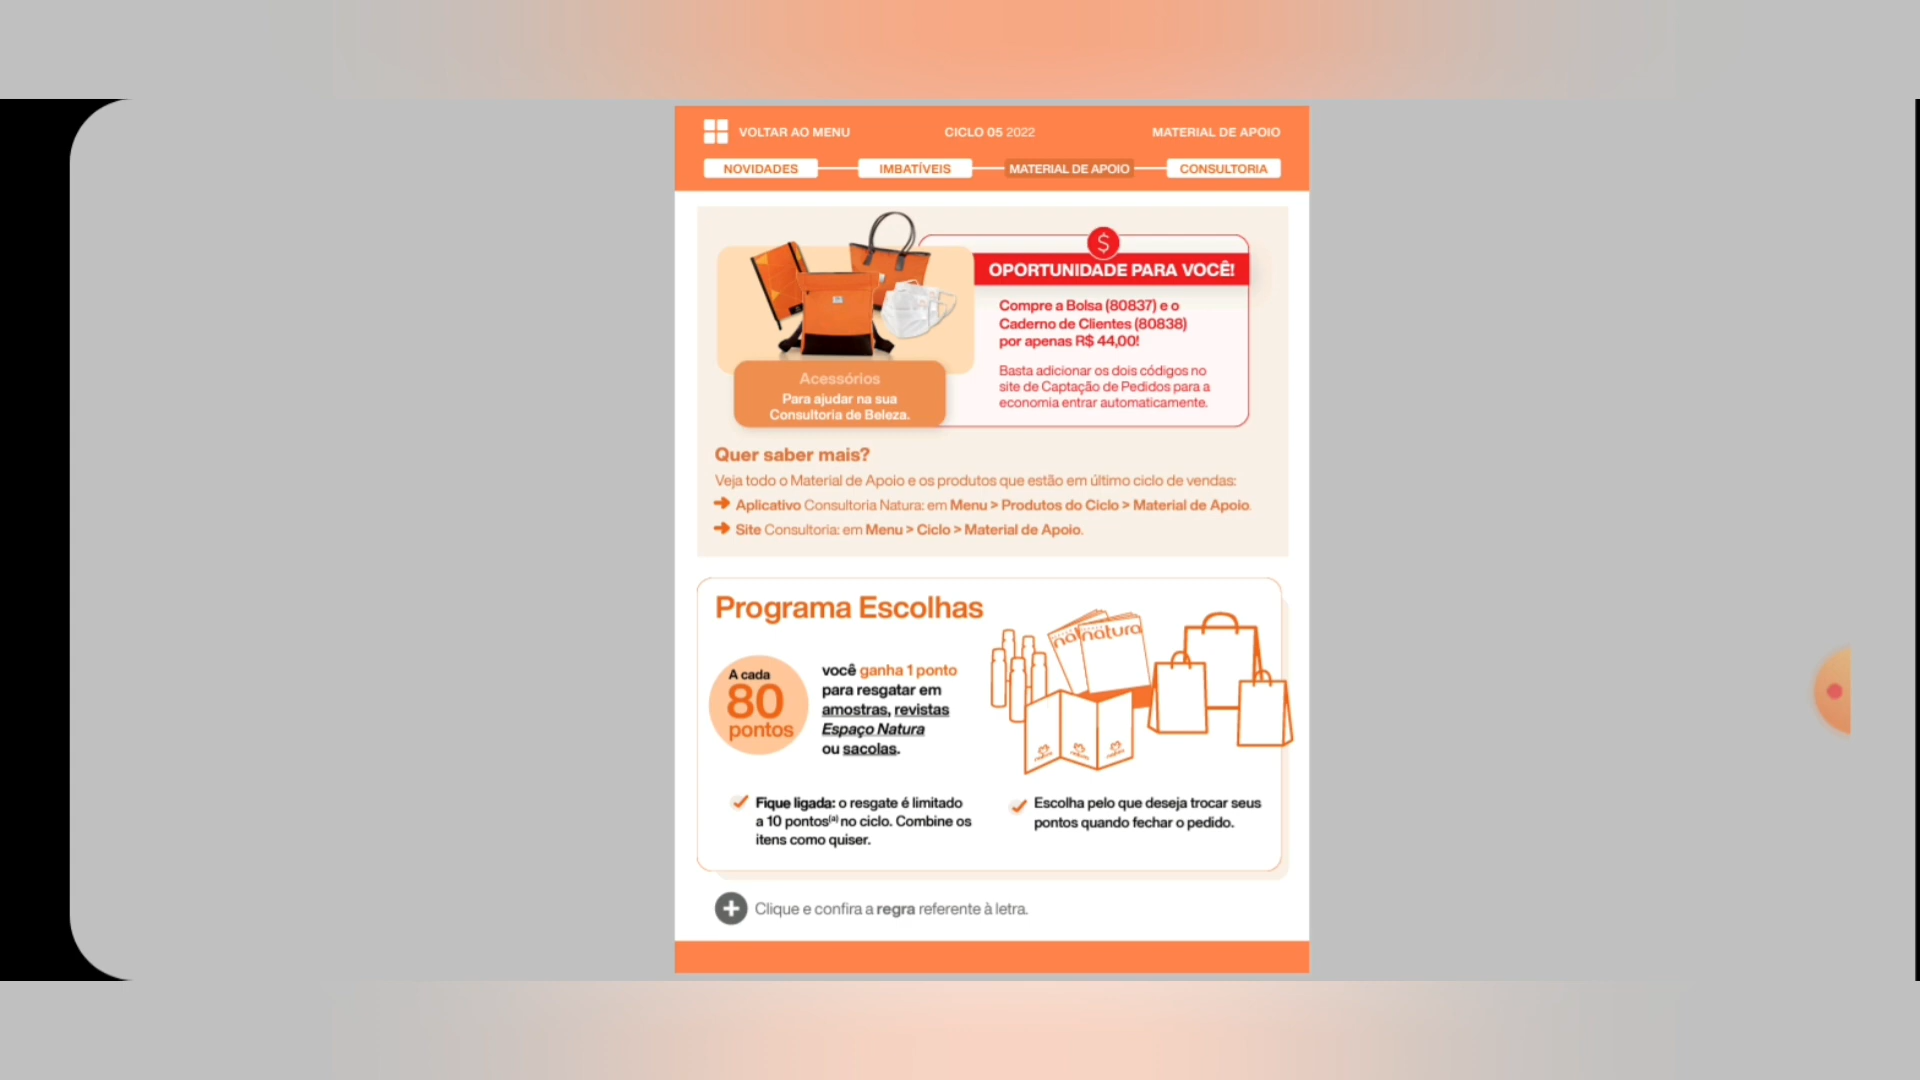 VOLTAR AO MENU
CICLO 05 2022
MATERIAL DE APOIO
NOVIDADES
IMBATÍVEIS
MATERIAL DE APOIO
CONSULTORIA
OPORTUNIDADE PARA VOCÊ!
Compre a Bolsa (80837) e o
Caderno de Clientes (80838)
por apenas R$ 44,00!
Basta adicionar os dois códigos no
site de Captação de Pedidos para a
economia entrar automaticamente.
Acessórios
Para ajudar na sua
Consultoria de Beleza.
Quer saber mais?
Veja todo o Material de Apoio e os produtos que estão em último ciclo de vendas:
Aplicativo Consultoria Natura: em Menu > Produtos do Ciclo > Material de Apoio.
Site Consultoria: em Menu > Ciclo > Material de Apoio.
Programa Escolhas
A cada
80
pontos
você ganha 1 ponto
para resgatar em
amostras, revistas
Espaço Natura
ou sacolas.
natura
Fique ligada: o resgate é limitado
a 10 pontos(a) no ciclo. Combine os
itens como quiser.
Escolha pelo que deseja trocar seus
pontos quando fechar o pedido.
Clique e confira a regra referente à letra.